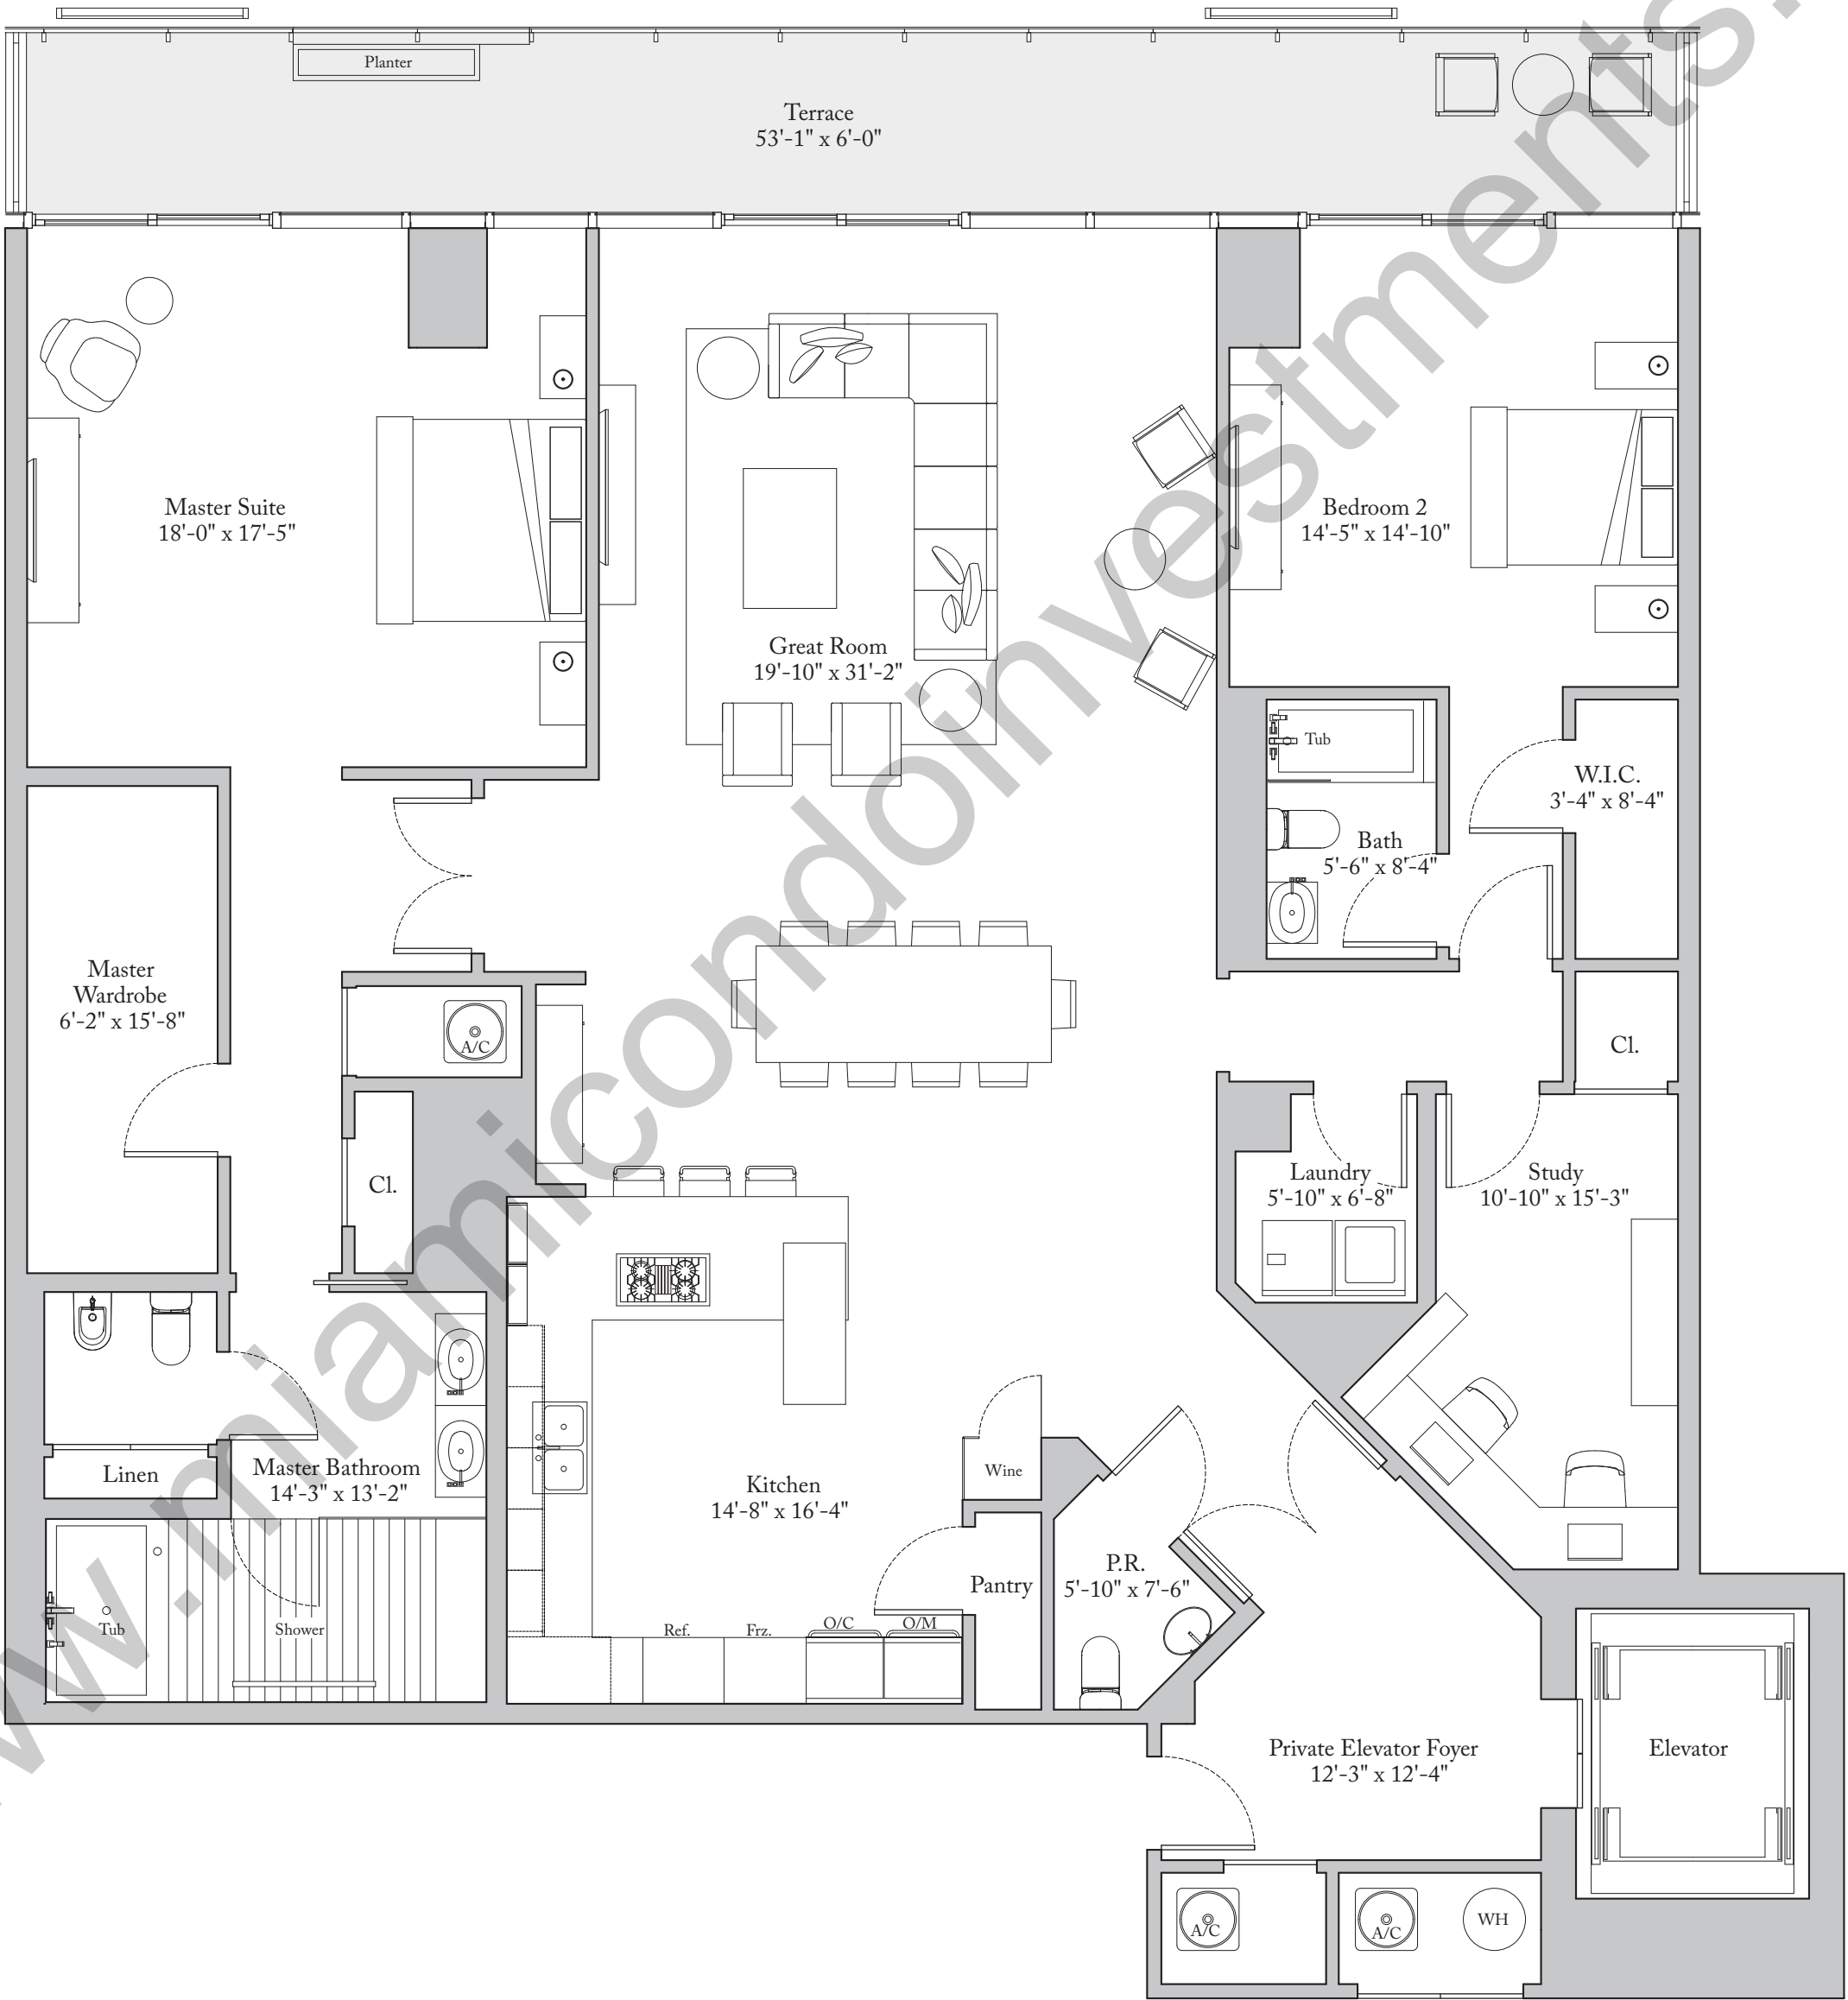 Planter
Terrace
53'-1" x 6'-0"
Master Suite
18'-0" x 17'-5"
Bedroom 2
14'-5" x 14'-10"
Great Room
19'-10" x 31'-2"
Tub
W.I.C.
3'-4" x 8'-4"
Bath
5'-6" x 8'-4"
Master
Wardrobe
6'-2" x 15'-8"
A/C
Cl.
Cl.
Laundry
5'-10" x 6'-8"
Study
10'-10" x 15'-3"
Linen
Master Bathroom
14'-3" x 13'-2"
Kitchen
14'-8" x 16'-4"
Wine
Pantry
P.R.
5'-10" x 7'-6"
Tub
Shower
Ref.
Frz.
O/C
O/M
Private Elevator Foyer
12'-3" x 12'-4"
Elevator
A/C
A/C
WH
w.miamicondoinvestments.